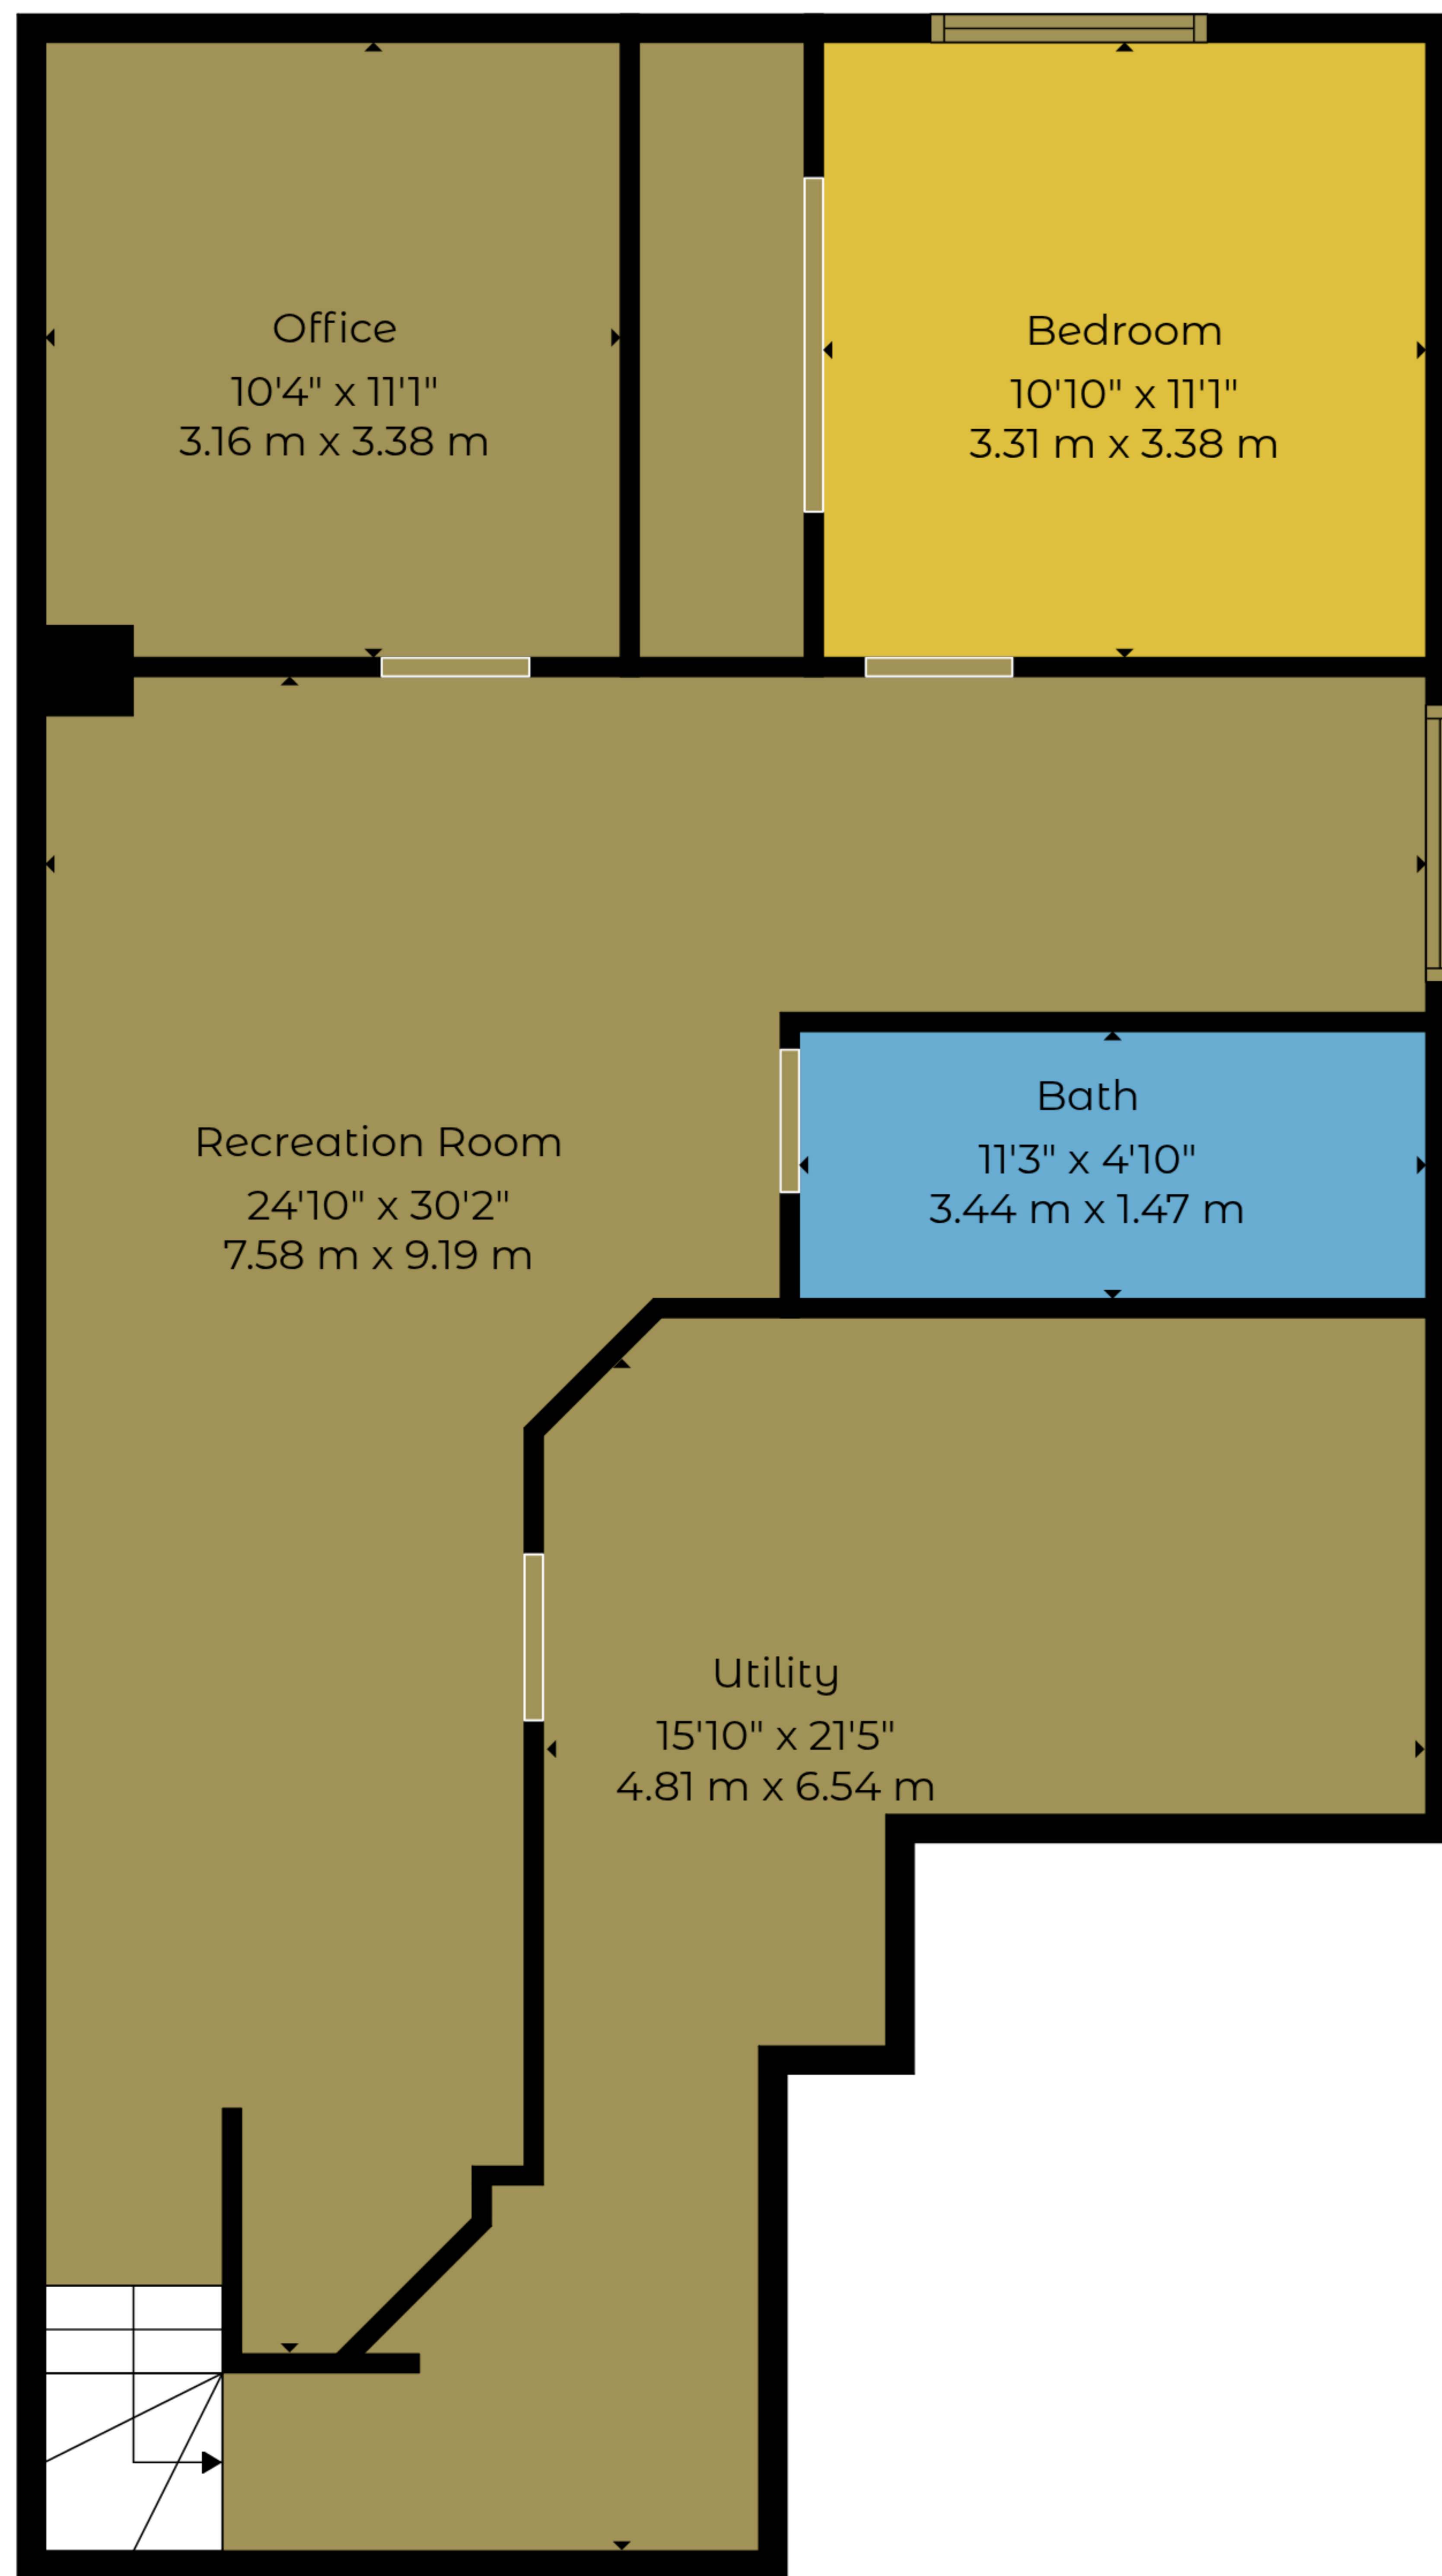 Office
10'4" x 11'1"
3.16 m x 3.38 m
Bedroom
10'10" x 11'1"
3.31 m x 3.38 m
Bath
11'3" x 4'10"
3.44 m x 1.47 m
Recreation Room
24'10" x 30'2"
7.58 m x 9.19 m
Utility
15'10" x 21'5"
4.81 m x 6.54 m